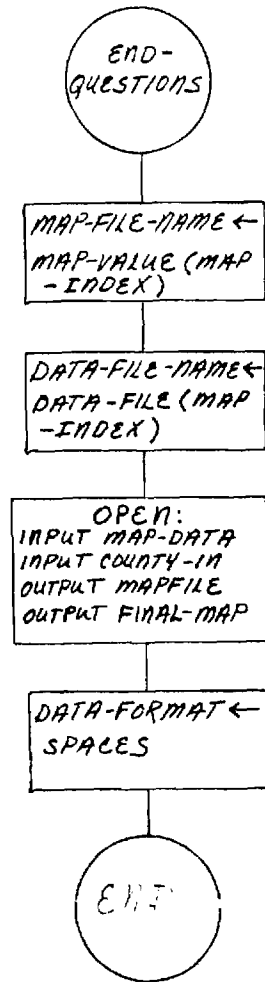 END-
QUESTIONS
MAP-FILE-NAME ←
MAP-VALUE (MAP
-INDEX)
DATA-FILE-NAME ←
DATA-FILE (MAP
-INDEX)
OPEN:
INPUT MAP-DATA
INPUT COUNTY-IN
OUTPUT MAPFILE
OUTPUT FINAL-MAP
DATA-FORMAT ←
SPACES